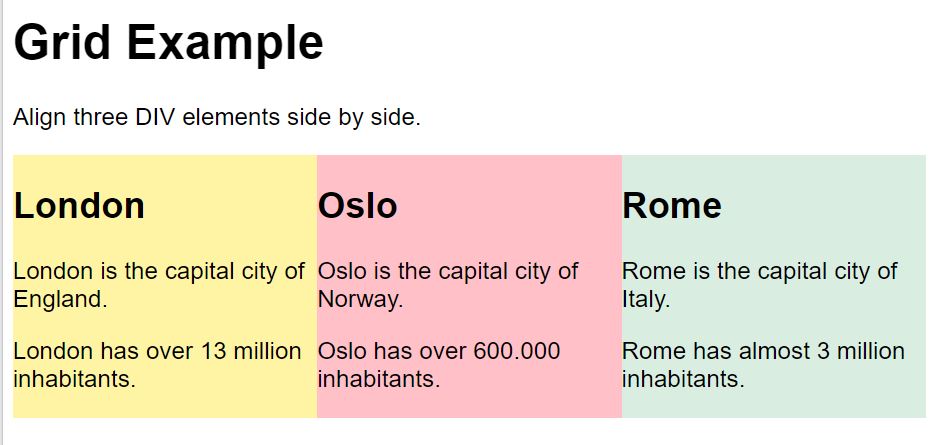 Grid Example
Align three DIV elements side by side.
London
London is the capital city of
England.
London has over 13 million
inhabitants.
Oslo
Oslo is the capital city of
Norway.
Oslo has over 600.000
inhabitants.
Rome
Rome is the capital city of
Italy.
Rome has almost 3 million
inhabitants.